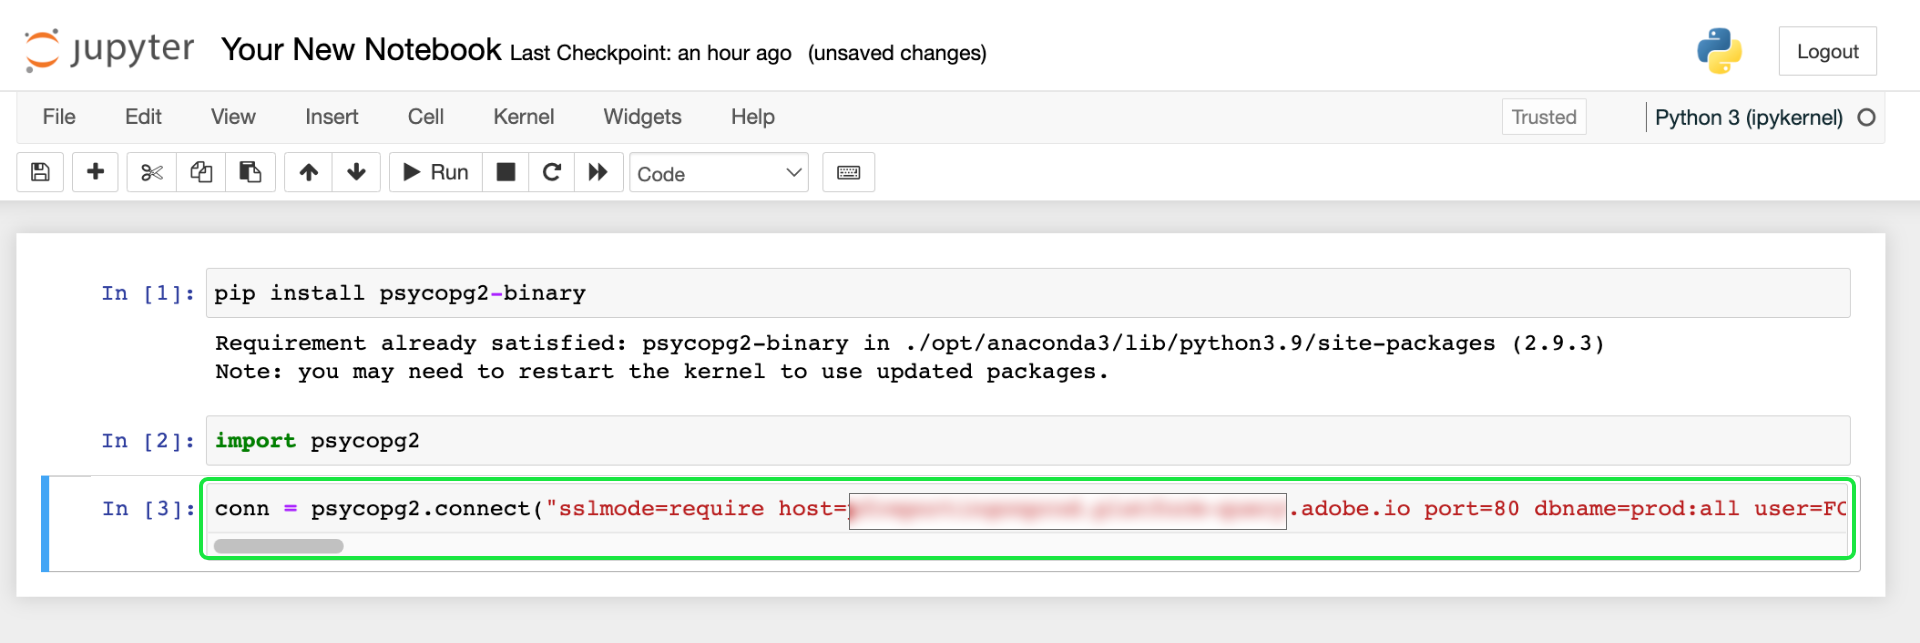 jupyter Your New Notebook Last Checkpoint: an hour ago (unsaved changes) Logout
File Edit View Insert Cell Kernel Widgets Help Trusted Python 3 (ipykernel)
Run Code
In [1]: pip install psycopg2-binary
Requirement already satisfied: psycopg2-binary in ./opt/anaconda3/lib/python3.9/site-packages (2.9.3)
Note: you may need to restart the kernel to use updated packages.
In [2]: import psycopg2
In [3]: conn = psycopg2.connect("sslmode=require host= .adobe.io port=80 dbname=prod:all user=FC